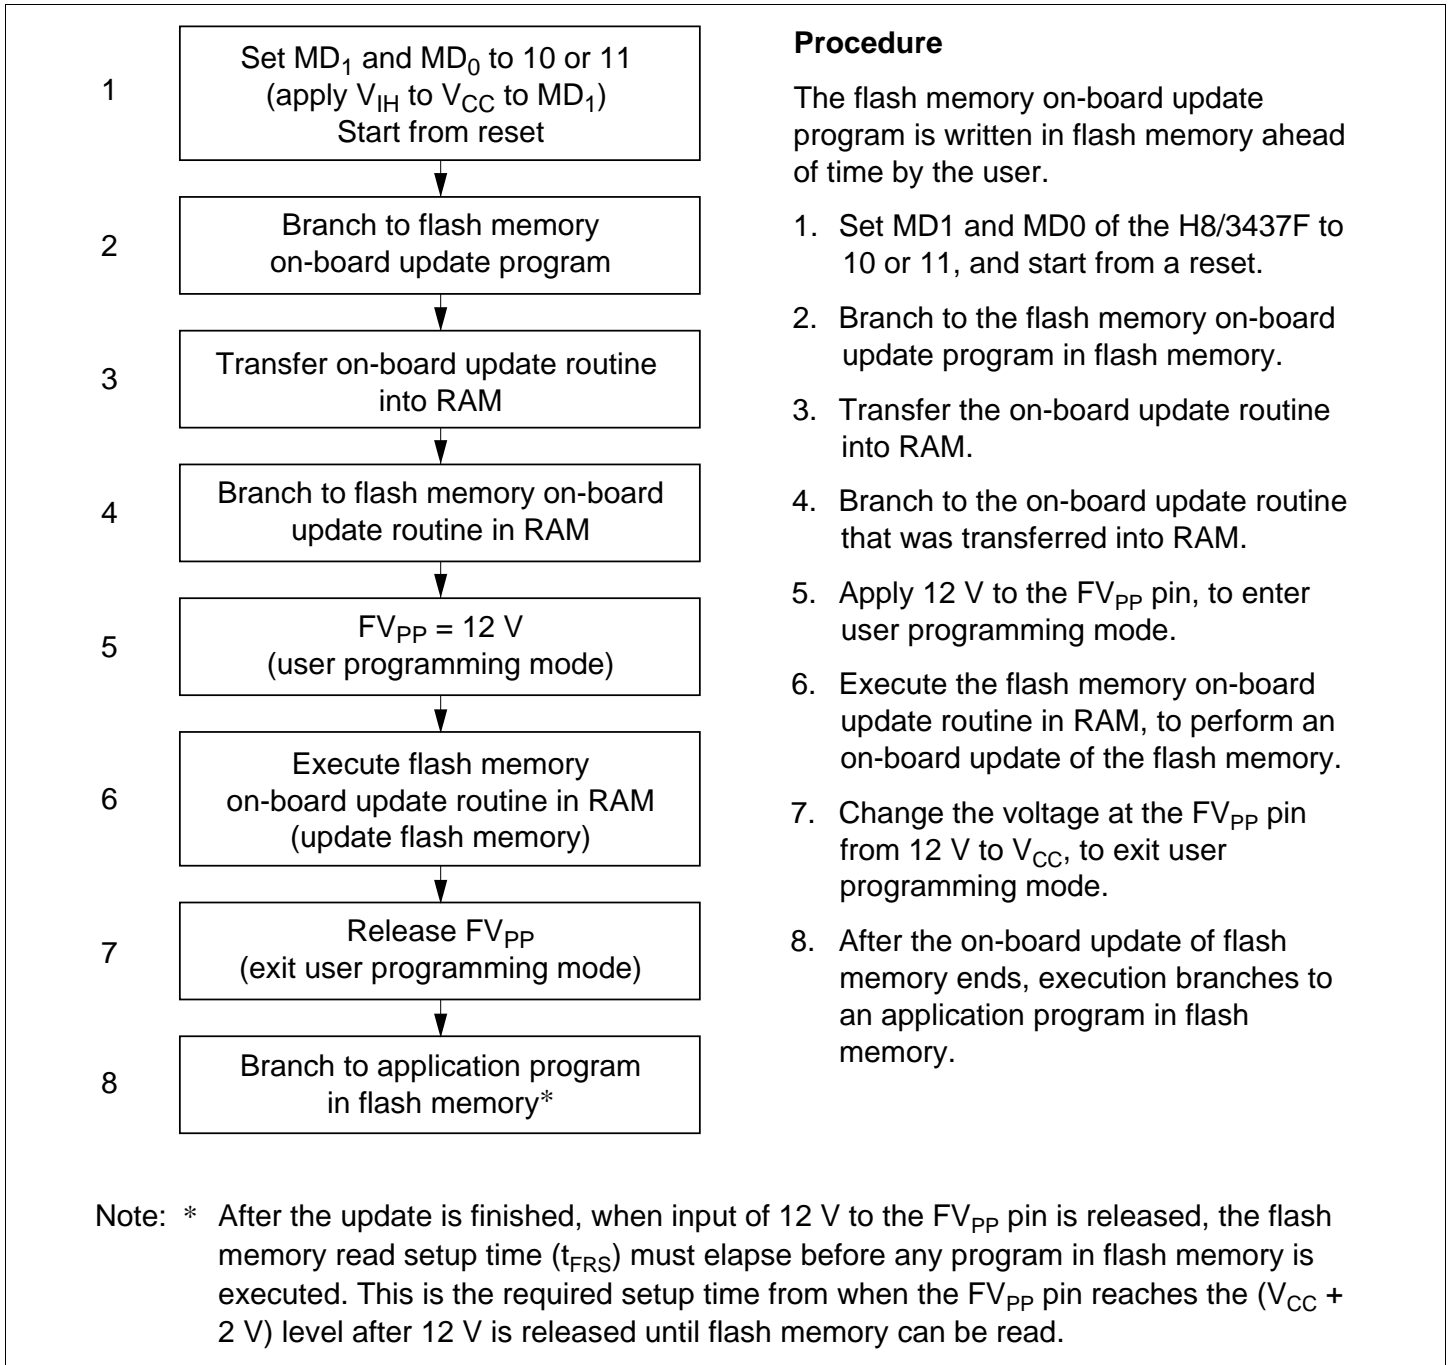 1
Set MD1 and MD0 to 10 or 11
(apply VIH to VCC to MD1)
Start from reset
2
Branch to flash memory
on-board update program
3
Transfer on-board update routine
into RAM
4
Branch to flash memory on-board
update routine in RAM
5
FVPP = 12 V
(user programming mode)
6
Execute flash memory
on-board update routine in RAM
(update flash memory)
7
Release FVPP
(exit user programming mode)
8
Branch to application program
in flash memory*
Procedure
The flash memory on-board update
program is written in flash memory ahead
of time by the user.
1. Set MD1 and MD0 of the H8/3437F to
10 or 11, and start from a reset.
2. Branch to the flash memory on-board
update program in flash memory.
3. Transfer the on-board update routine
into RAM.
4. Branch to the on-board update routine
that was transferred into RAM.
5. Apply 12 V to the FVPP pin, to enter
user programming mode.
6. Execute the flash memory on-board
update routine in RAM, to perform an
on-board update of the flash memory.
7. Change the voltage at the FVPP pin
from 12 V to VCC, to exit user
programming mode.
8. After the on-board update of flash
memory ends, execution branches to
an application program in flash
memory.
Note: * After the update is finished, when input of 12 V to the FVPP pin is released, the flash
memory read setup time (tFRS) must elapse before any program in flash memory is
executed. This is the required setup time from when the FVPP pin reaches the (VCC +
2 V) level after 12 V is released until flash memory can be read.